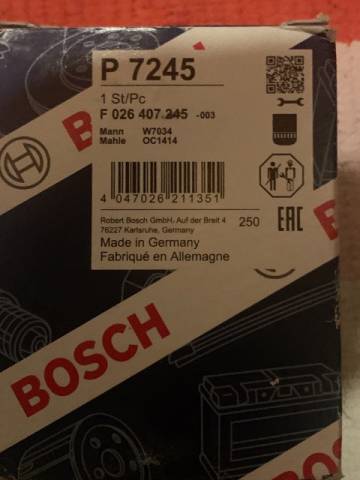 P 7245
1 St/Pc
F 026 407 245 -003
Mann W7034
Mahle OC1414
4 047026 211351
Robert Bosch GmbH, Auf der Breit 4
76227 Karlsruhe, Germany
250
EAC
Made in Germany
Fabriqué en Allemagne
BOSCH
BOSCH